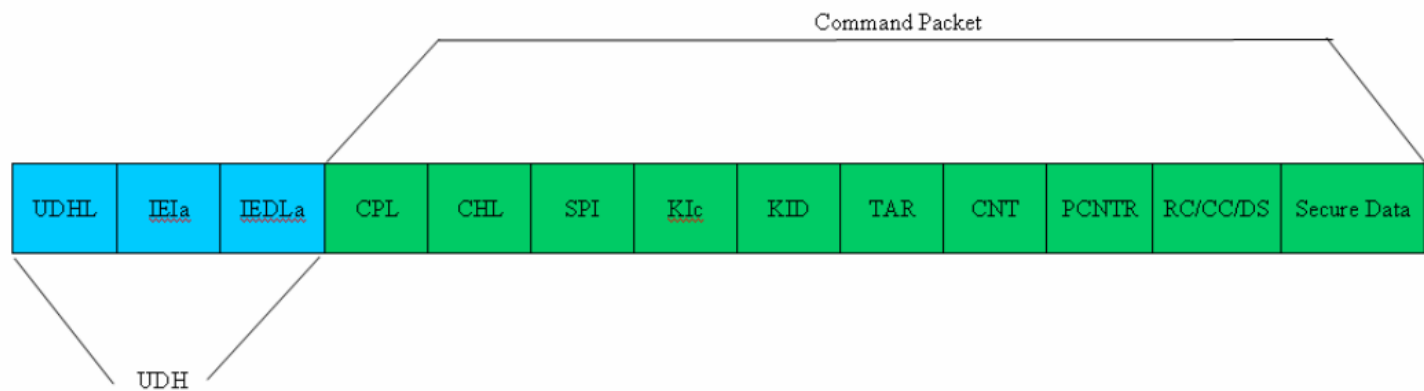 Command Packet
UDHL IEIa IEDLa CPL CHL SPI KIc KID TAR CNT PCNTR RC/CC/DS Secure Data
UDH